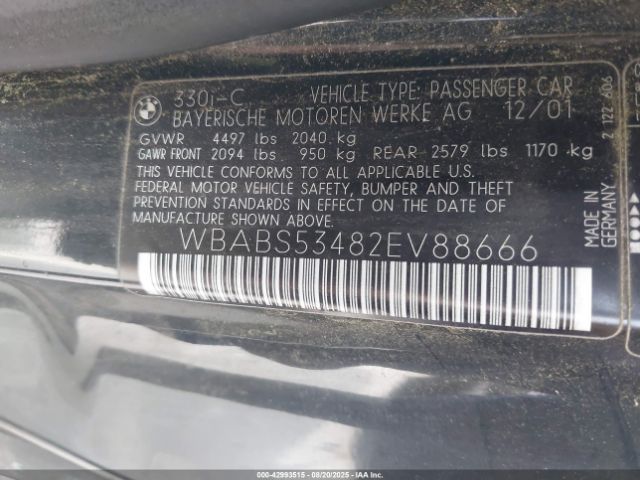 330i-C VEHICLE TYPE: PASSENGER CAR
BAYERISCHE MOTOREN WERKE AG 12/01
GVWR 4497 lbs 2040 kg
GAWR FRONT 2094 lbs 950 kg REAR 2579 lbs 1170 kg
THIS VEHICLE CONFORMS TO ALL APPLICABLE U.S.
FEDERAL MOTOR VEHICLE SAFETY, BUMPER AND THEFT
PREVENTION STANDARDS IN EFFECT ON THE DATE OF
MANUFACTURE SHOWN ABOVE.
WBABS53482EV88666
MADE IN
GERMANY
2 122 606
000-42993515 - 08/20/2025 - IAAI.COM